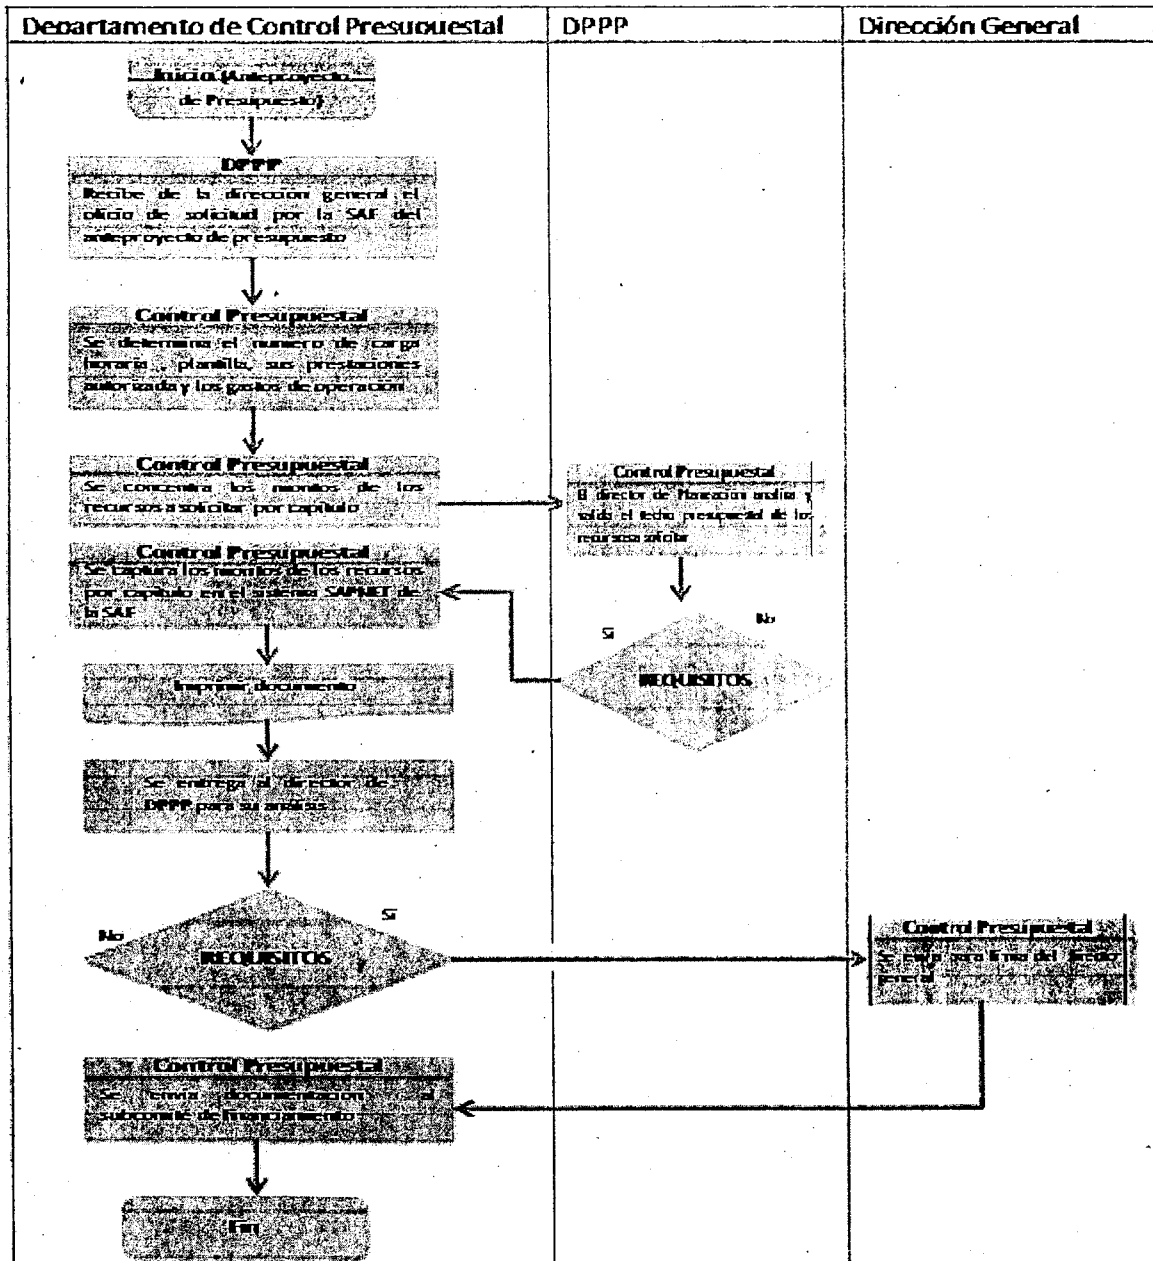 Departamento de Control Presupuestal
DPPP
Dirección General
Inicio (Anteproyecto
de Presupuesto)
DPPP
Recibe de la dirección general el
oficio de solicitud por la SAF del
anteproyecto de presupuesto
Control Presupuestal
Se determina el numero de carga
horaria , plantilla, sus prestaciones
autorizada y los gastos de operación
Control Presupuestal
Se concentra los montos de los
recursos a solicitar por capítulo
Control Presupuestal
El director de Planeación analiza y
valida el techo presupuestal de los
recursosa solicitar
Control Presupuestal
Se captura los montos de los recursos
por capítulo en el sistema SAPNET de
la SAF
Si
No
REQUISITOS
Imprimir documento
Se entrega al director de
DPPP para su análisis
No
Si
REQUISITOS
Control Presupuestal
Se envía para firma del director
general
Control Presupuestal
Se envía documentación al
subcomite de financiamiento
Fin